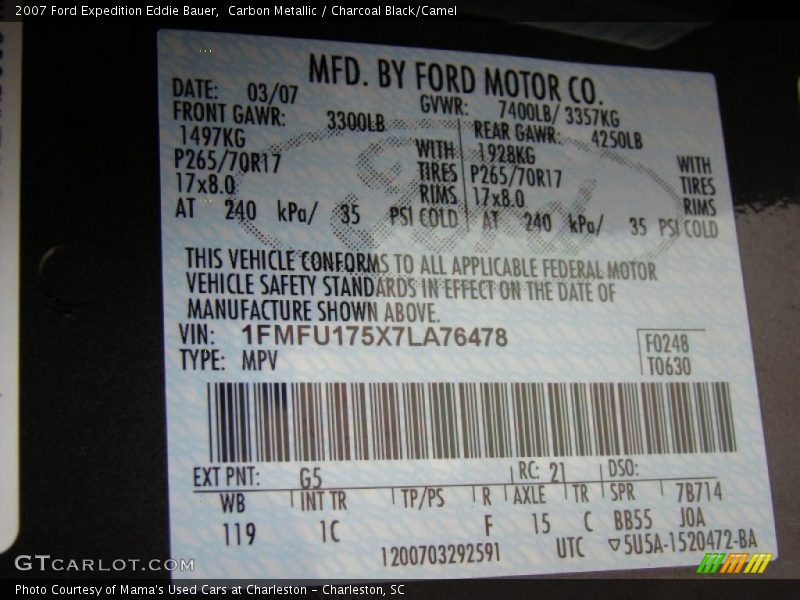 2007 Ford Expedition Eddie Bauer, Carbon Metallic / Charcoal Black/Camel
MFD. BY FORD MOTOR CO.
DATE: 03/07 GVWR: 7400LB/ 3357KG
FRONT GAWR: 3300LB REAR GAWR: 4250LB
1497KG WITH 1928KG WITH
P265/70R17 TIRES P265/70R17 TIRES
17x8.0 RIMS 17x8.0 RIMS
AT 240 kPa/ 35 PSI COLD AT 240 kPa/ 35 PSI COLD
Ford
THIS VEHICLE CONFORMS TO ALL APPLICABLE FEDERAL MOTOR
VEHICLE SAFETY STANDARDS IN EFFECT ON THE DATE OF
MANUFACTURE SHOWN ABOVE.
VIN: 1FMFU175X7LA76478 F0248
TYPE: MPV T0630
EXT PNT: G5 RC: 21 DSO:
WB INT TR TP/PS R AXLE TR SPR 7B714
119 1C F 15 C BB55 J0A
1200703292591 UTC ▽5U5A-1520472-BA
GTCARLOT.COM
Photo Courtesy of Mama's Used Cars at Charleston - Charleston, SC